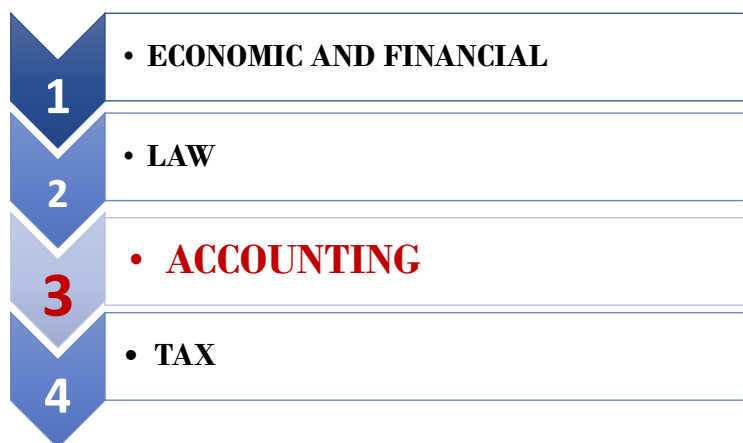 1
• ECONOMIC AND FINANCIAL
2
• LAW
3
• ACCOUNTING
4
• TAX